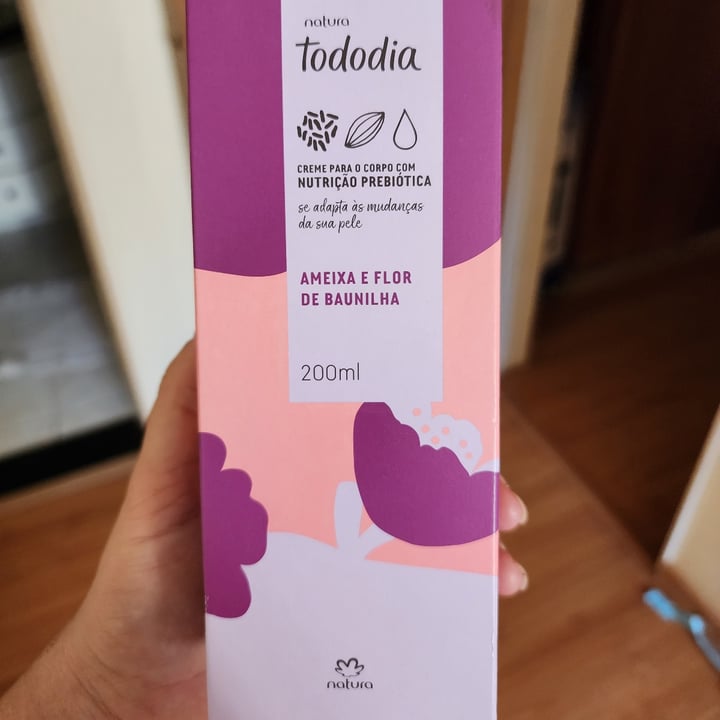 natura
tododia
CREME PARA O CORPO COM
NUTRIÇÃO PREBIÓTICA
se adapta às mudanças
da sua pele
AMEIXA E FLOR
DE BAUNILHA
200ml
natura